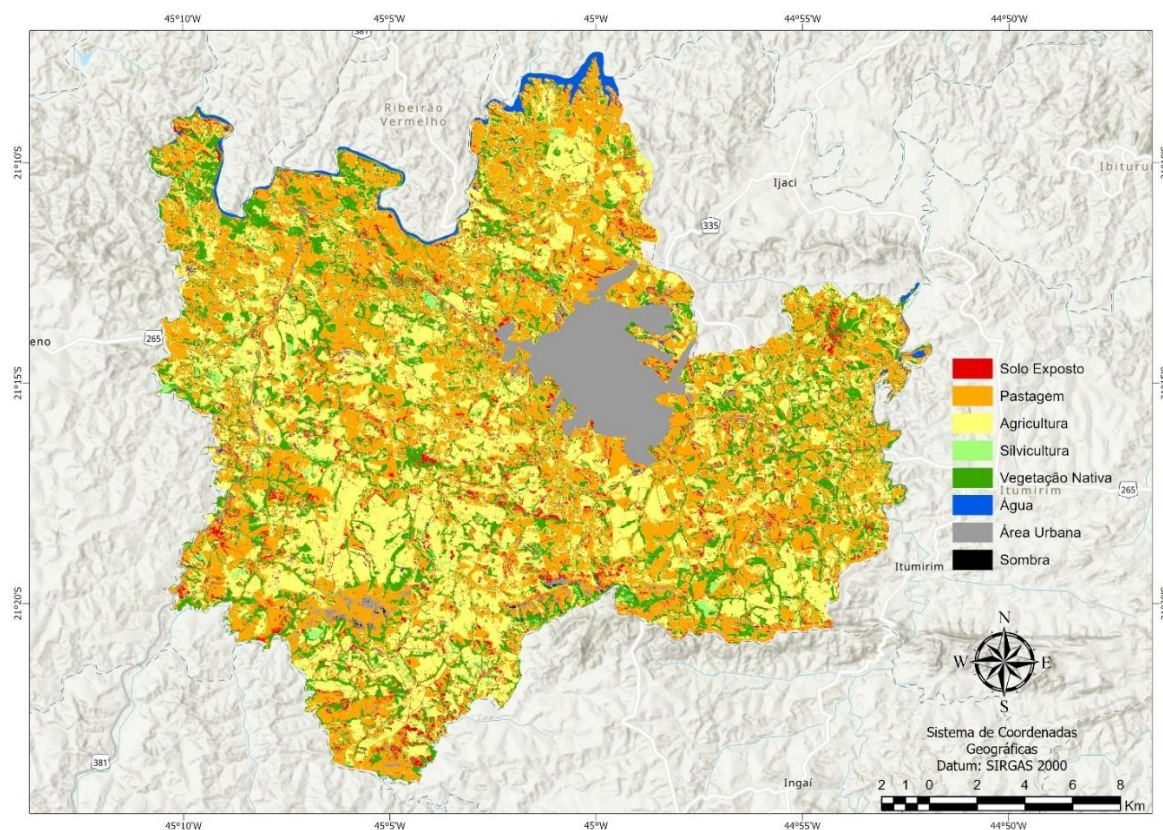 45°10'W 45°5'W 45°0'W 44°55'W 44°50'W
381
Ribeirão
Vermelho
21°10'S
Ijaci
Ibiturui
335
265
eno
21°15'S
Solo Exposto
Pastagem
Agricultura
Silvicultura
Vegetação Nativa
Itumirim
265
Água
Área Urbana
Sombra
Itumirim
21°20'S
N
W E
S
Sistema de Coordenadas
Geográficas
Datum: SIRGAS 2000
381
Ingaí
2 1 0 2 4 6 8
Km
45°10'W 45°5'W 45°0'W 44°55'W 44°50'W